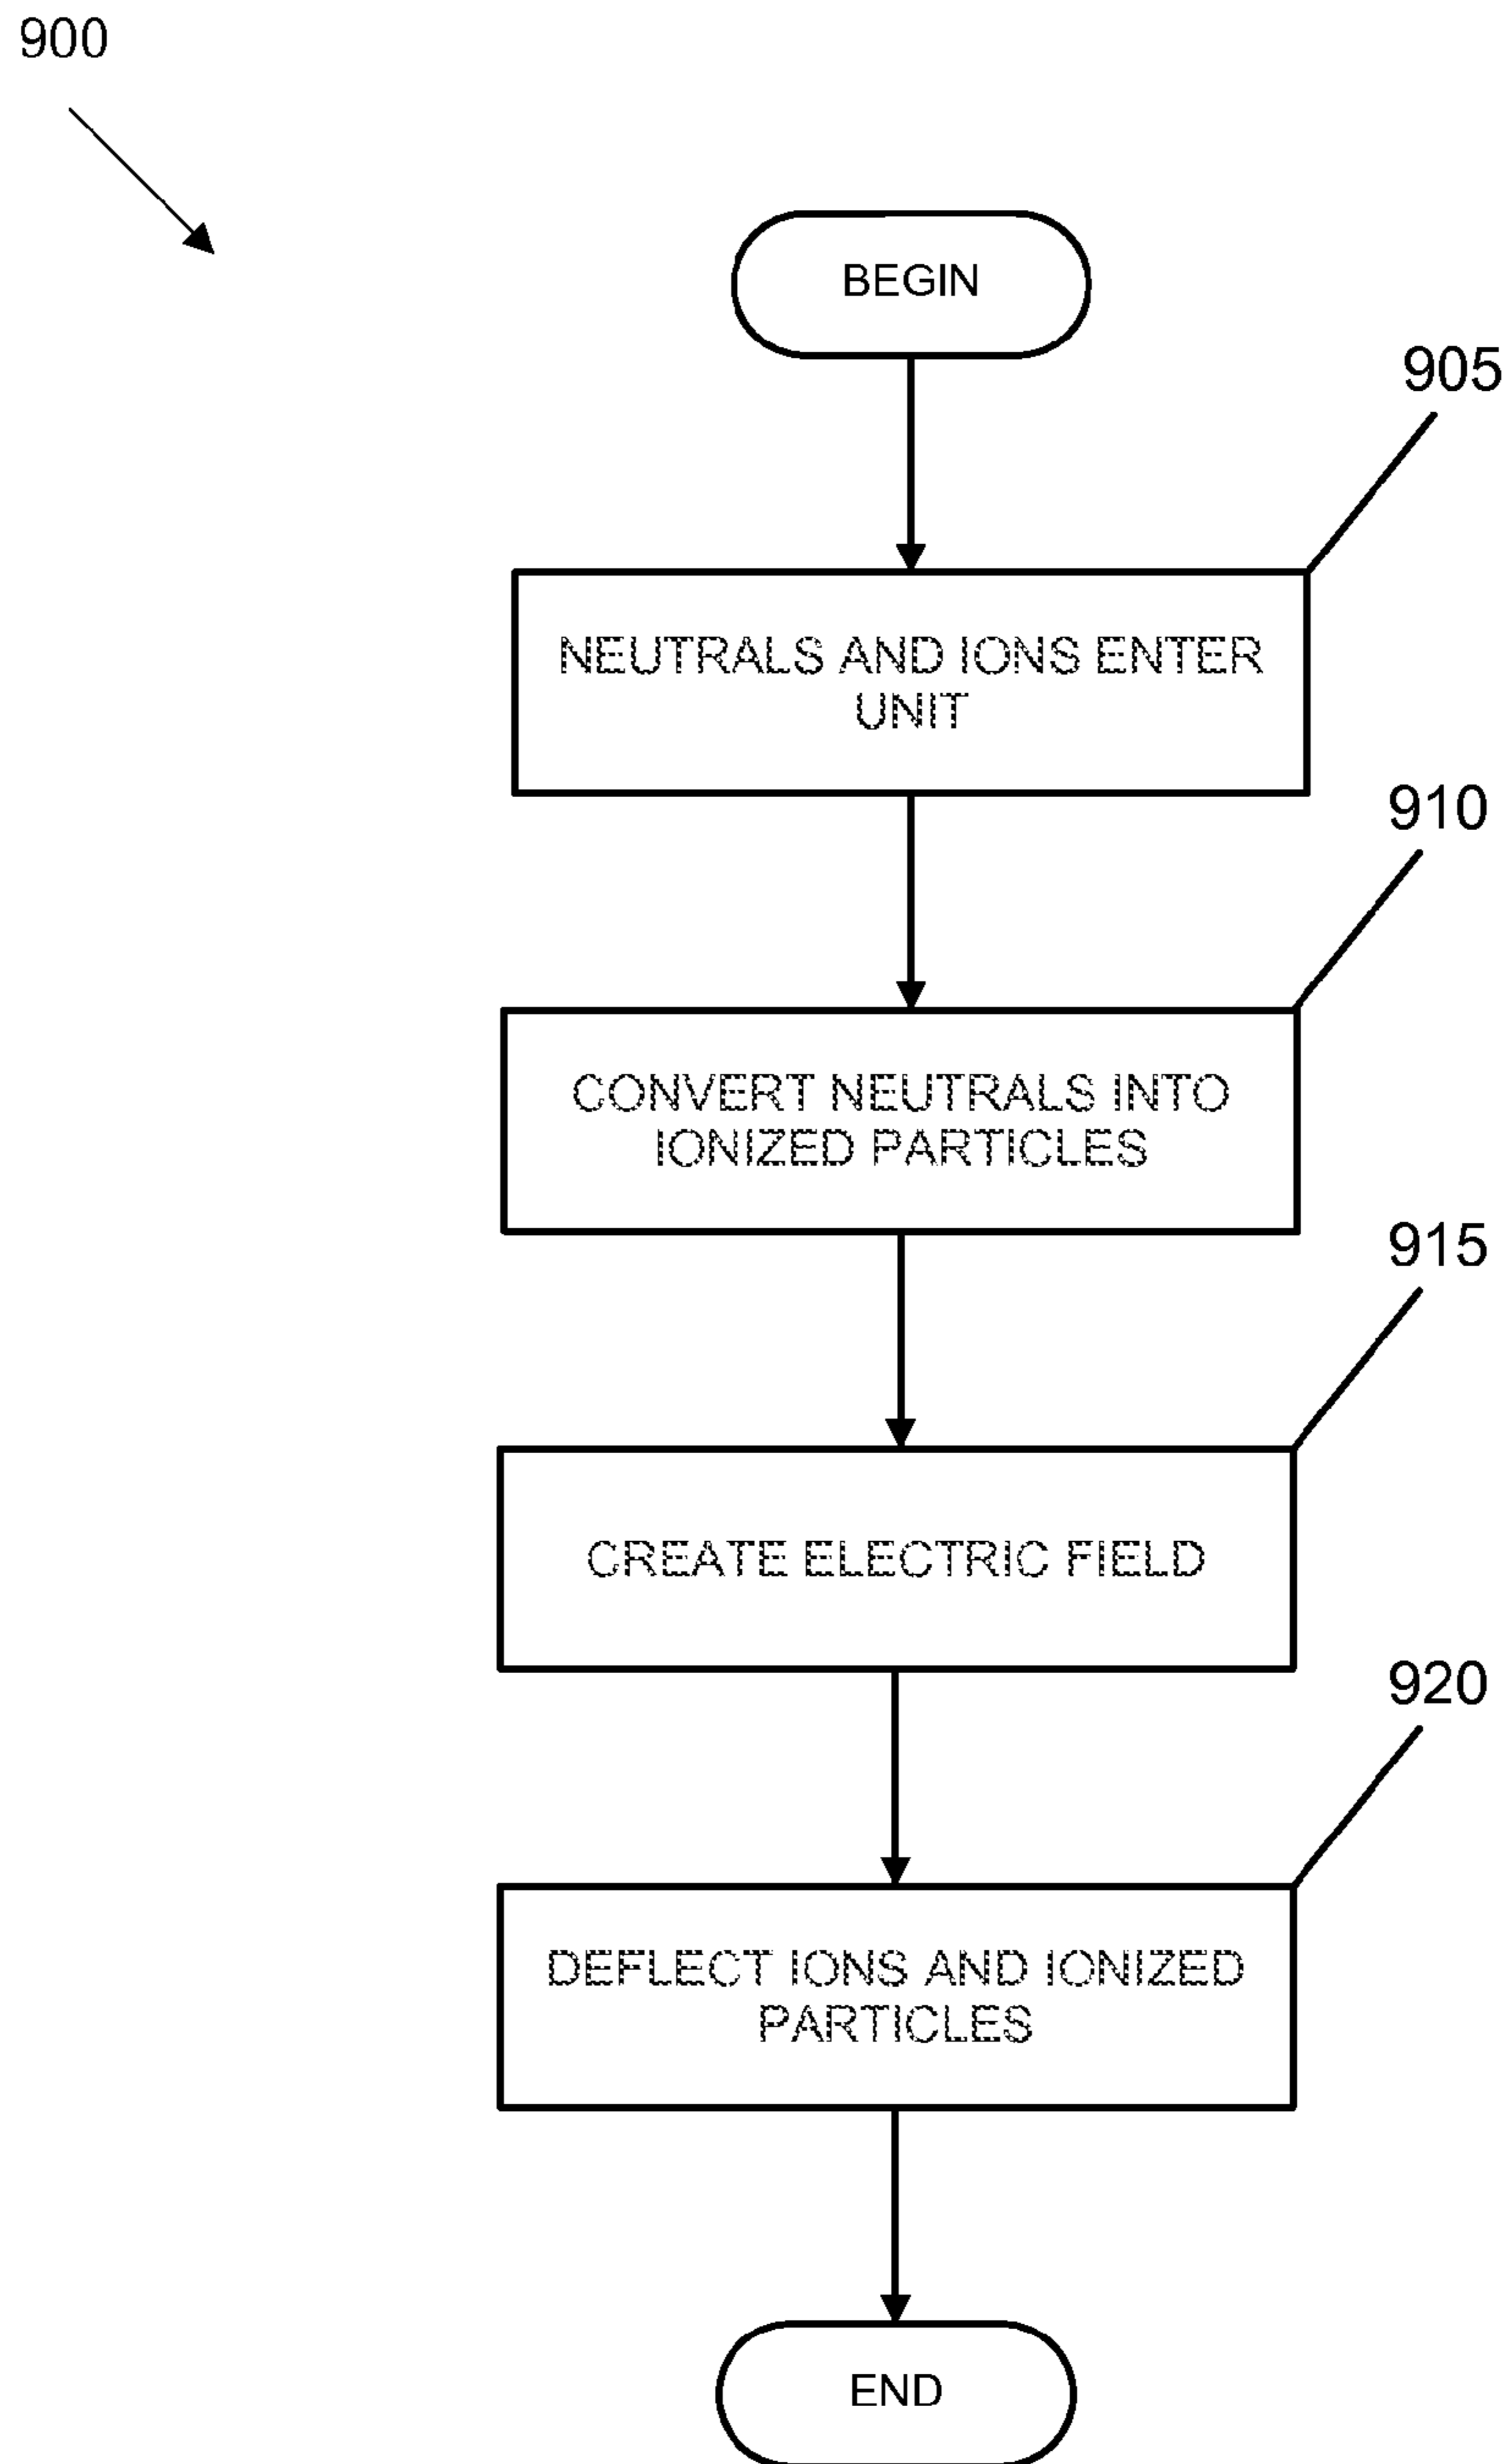 900
BEGIN
905
NEUTRALS AND IONS ENTER
UNIT
910
CONVERT NEUTRALS INTO
IONIZED PARTICLES
915
CREATE ELECTRIC FIELD
920
DEFLECT IONS AND IONIZED
PARTICLES
END